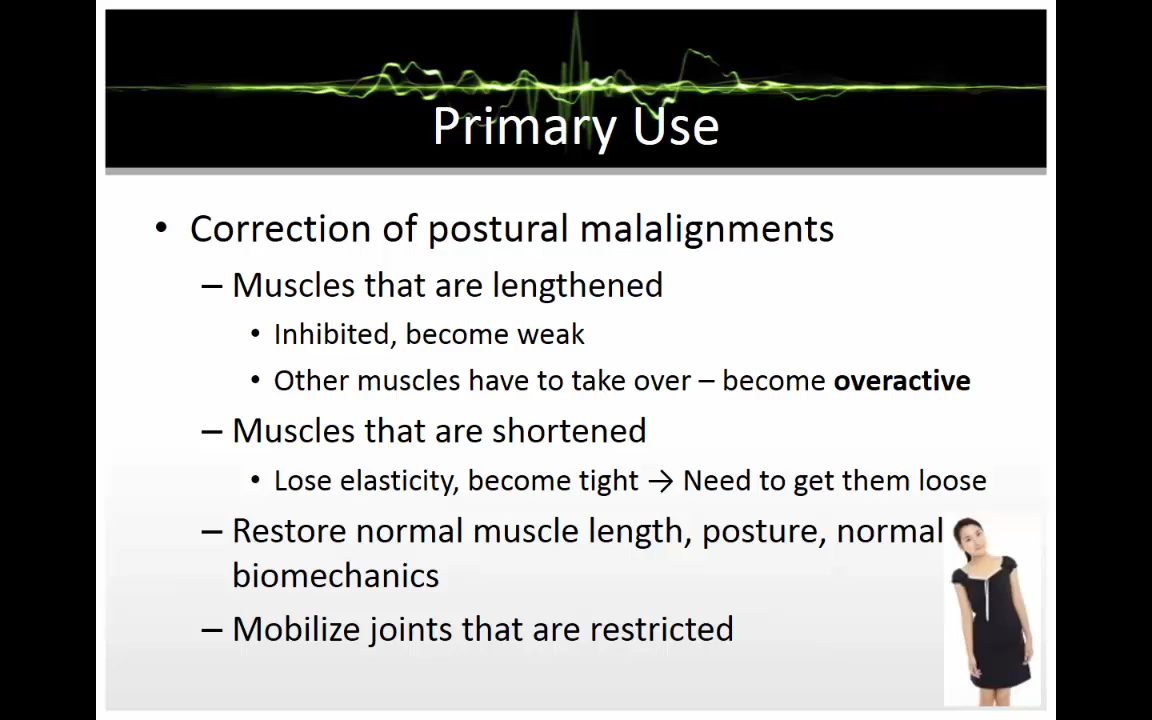 Primary Use
• Correction of postural malalignments
– Muscles that are lengthened
• Inhibited, become weak
• Other muscles have to take over – become overactive
– Muscles that are shortened
• Lose elasticity, become tight → Need to get them loose
– Restore normal muscle length, posture, normal
biomechanics
– Mobilize joints that are restricted